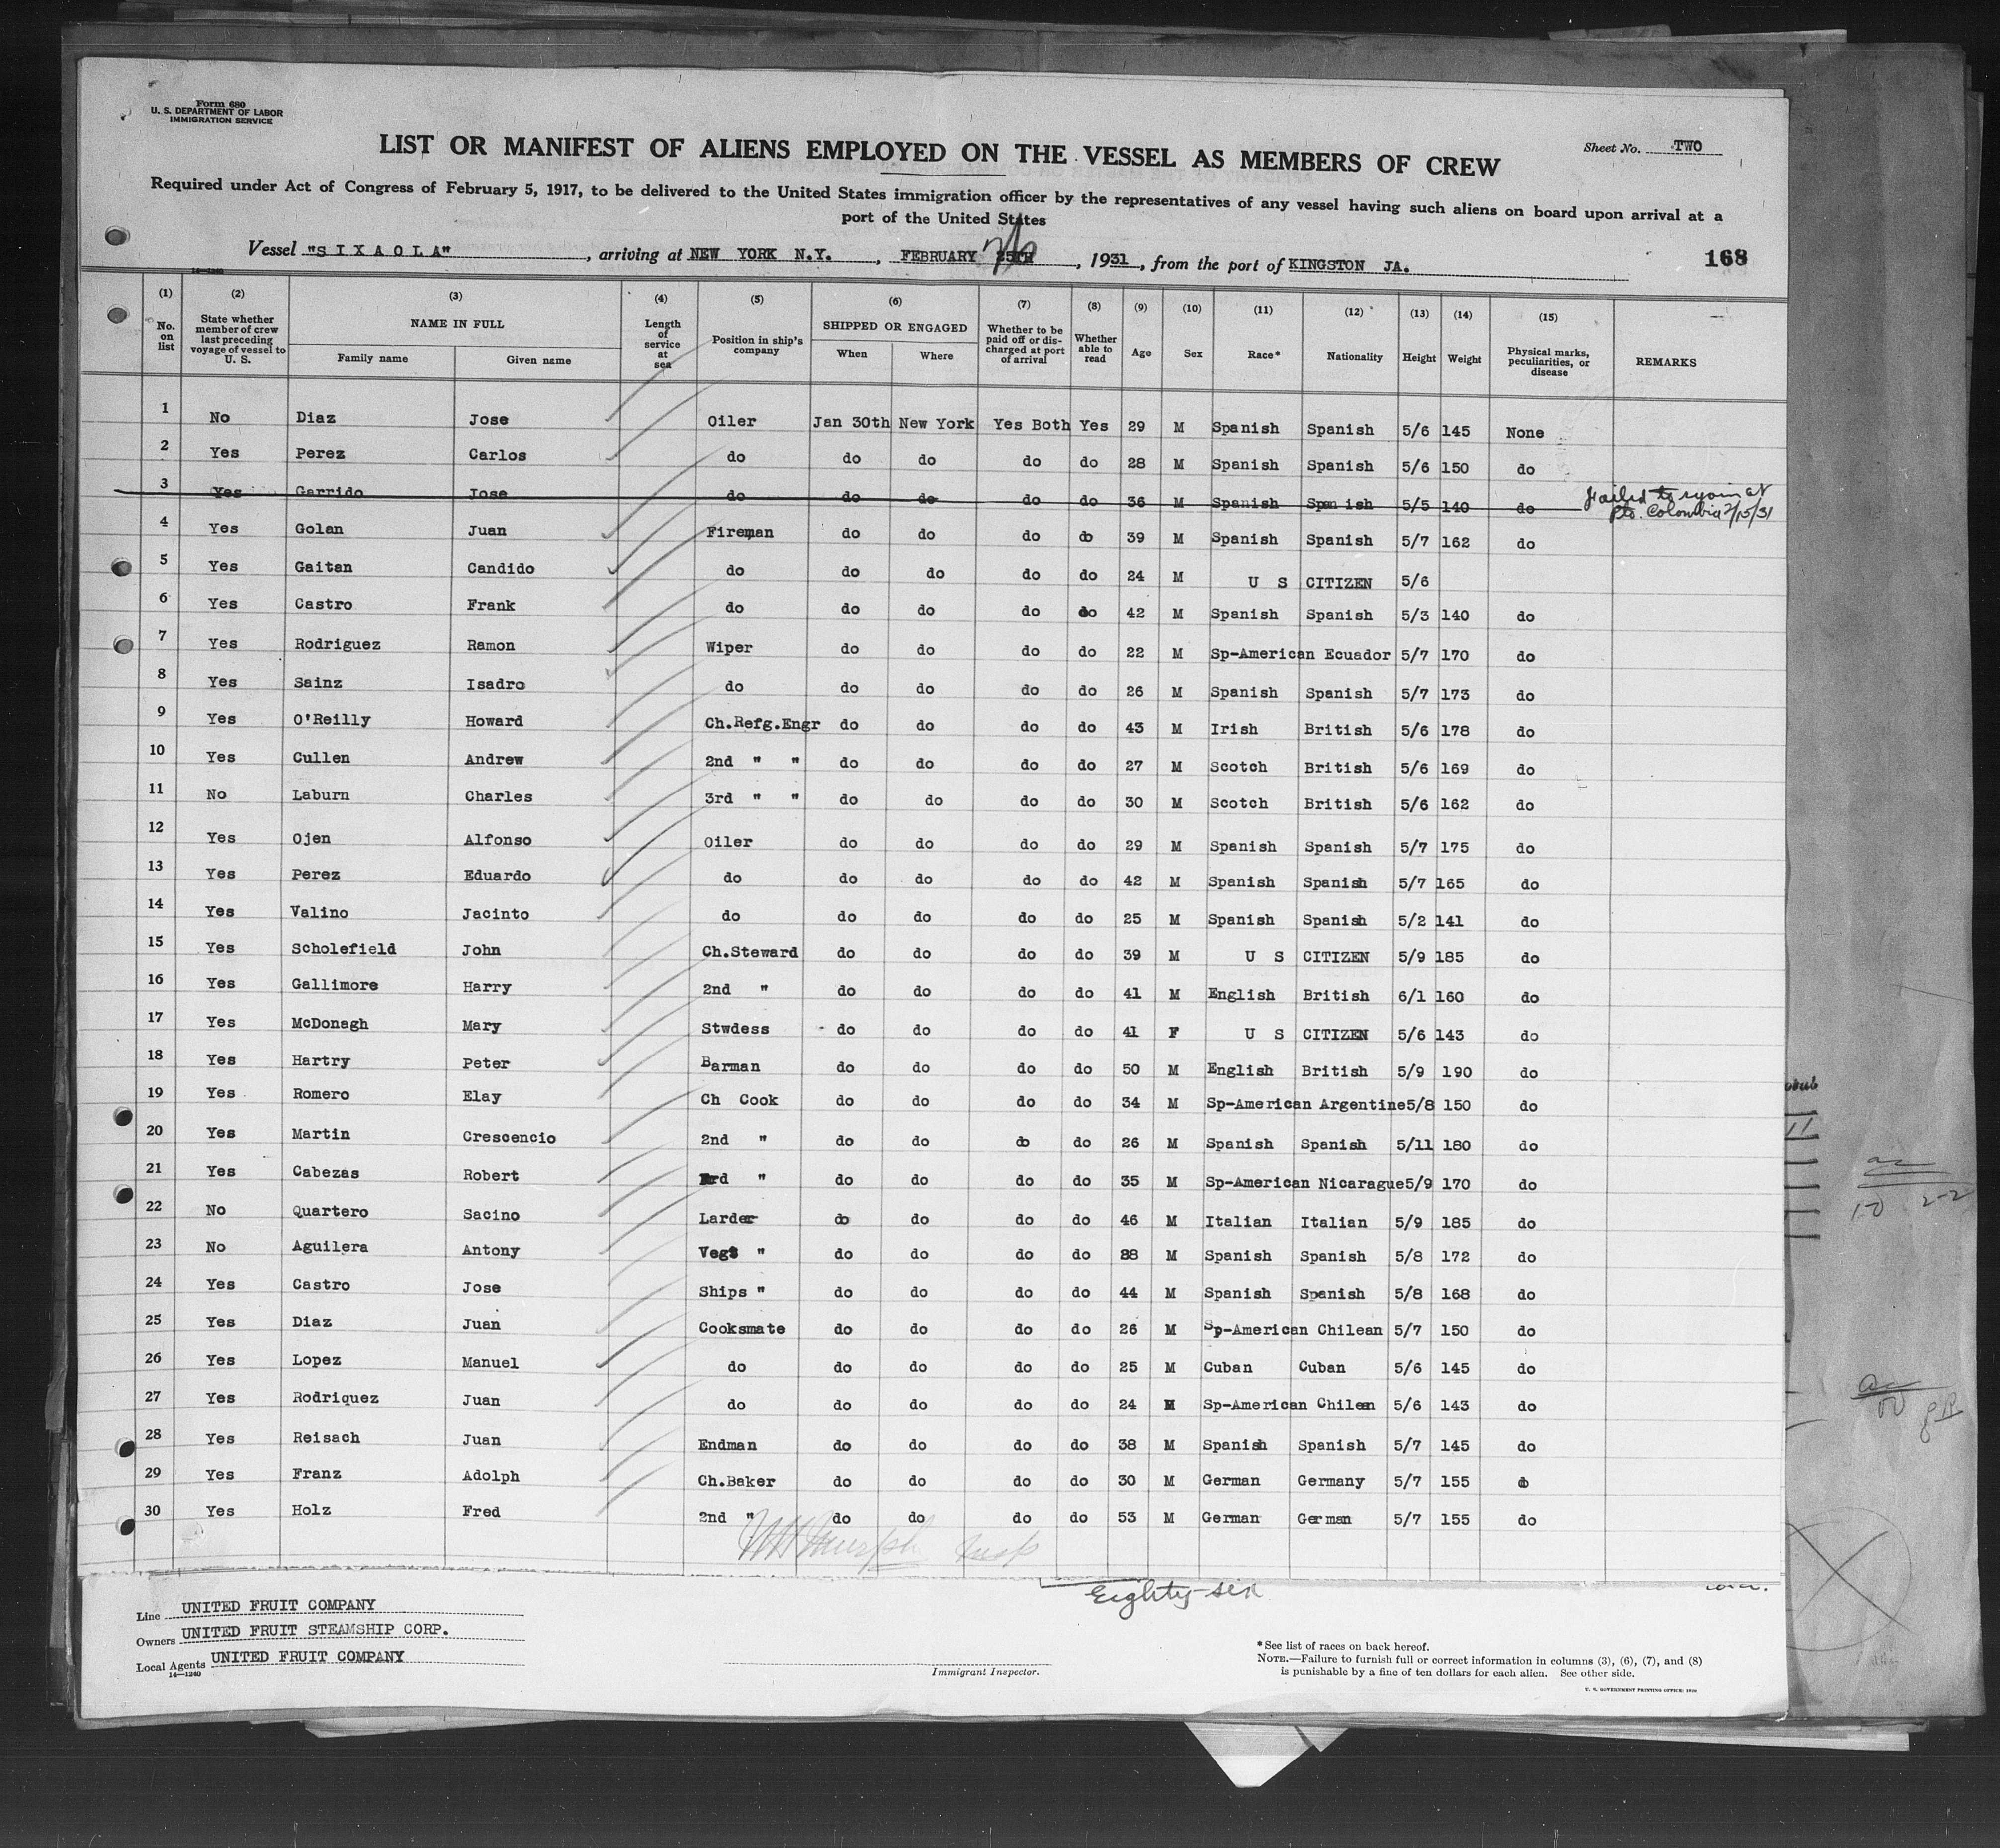 Form 680
U. S. DEPARTMENT OF LABOR
IMMIGRATION SERVICE
LIST OR MANIFEST OF ALIENS EMPLOYED ON THE VESSEL AS MEMBERS OF CREW
Sheet No. TWO
Required under Act of Congress of February 5, 1917, to be delivered to the United States immigration officer by the representatives of any vessel having such aliens on board upon arrival at a
port of the United States
Vessel "SIXAOLA", arriving at NEW YORK N.Y., FEBRUARY 25TH, 1931, from the port of KINGSTON JA.
168
14—1240
(1) (2) (3) (4) (5) (6) (7) (8) (9) (10) (11) (12) (13) (14) (15)
No. on list State whether member of crew last preceding voyage of vessel to U. S. NAME IN FULL Family name Given name Length of service at sea Position in ship's company SHIPPED OR ENGAGED When Where Whether to be paid off or discharged at port of arrival Whether able to read Age Sex Race* Nationality Height Weight Physical marks, peculiarities, or disease REMARKS
1 No Diaz Jose Oiler Jan 30th New York Yes Both Yes 29 M Spanish Spanish 5/6 145 None
2 Yes Perez Carlos do do do do do 28 M Spanish Spanish 5/6 150 do
3 Yes Garrido Jose do do do do do 36 M Spanish Spanish 5/5 140 do Failed to rejoin at Pto. Colombia 2/15/31
4 Yes Golan Juan Fireman do do do do 39 M Spanish Spanish 5/7 162 do
5 Yes Gaitan Candido do do do do do 24 M U S CITIZEN 5/6
6 Yes Castro Frank do do do do do 42 M Spanish Spanish 5/3 140 do
7 Yes Rodriguez Ramon Wiper do do do do 22 M Sp-American Ecuador 5/7 170 do
8 Yes Sainz Isadro do do do do do 26 M Spanish Spanish 5/7 173 do
9 Yes O'Reilly Howard Ch.Refg.Engr do do do do 43 M Irish British 5/6 178 do
10 Yes Cullen Andrew 2nd " " do do do do 27 M Scotch British 5/6 169 do
11 No Laburn Charles 3rd " " do do do do 30 M Scotch British 5/6 162 do
12 Yes Ojen Alfonso Oiler do do do do 29 M Spanish Spanish 5/7 175 do
13 Yes Perez Eduardo do do do do do 42 M Spanish Spanish 5/7 165 do
14 Yes Valino Jacinto do do do do do 25 M Spanish Spanish 5/2 141 do
15 Yes Scholefield John Ch.Steward do do do do 39 M U S CITIZEN 5/9 185 do
16 Yes Gallimore Harry 2nd " do do do do 41 M English British 6/1 160 do
17 Yes McDonagh Mary Stwdess do do do do 41 F U S CITIZEN 5/6 143 do
18 Yes Hartry Peter Barman do do do do 50 M English British 5/9 190 do
19 Yes Romero Elay Ch Cook do do do do 34 M Sp-American Argentine 5/8 150 do
20 Yes Martin Crescencio 2nd " do do do do 26 M Spanish Spanish 5/11 180 do
21 Yes Cabezas Robert rd " do do do do 35 M Sp-American Nicarague 5/9 170 do
22 No Quartero Sacino Larder do do do do 46 M Italian Italian 5/9 185 do
23 No Aguilera Antony Vegs " do do do do 38 M Spanish Spanish 5/8 172 do
24 Yes Castro Jose Ships " do do do do 44 M Spanish Spanish 5/8 168 do
25 Yes Diaz Juan Cooksmate do do do do 26 M Sp-American Chilean 5/7 150 do
26 Yes Lopez Manuel do do do do do 25 M Cuban Cuban 5/6 145 do
27 Yes Rodriquez Juan do do do do do 24 M Sp-American Chilen 5/6 143 do
28 Yes Reisach Juan Endman do do do do 38 M Spanish Spanish 5/7 145 do
29 Yes Franz Adolph Ch.Baker do do do do 30 M German Germany 5/7 155 do
30 Yes Holz Fred 2nd " do do do do 53 M German German 5/7 155 do
Murphy Insp
Eighty-six
Line UNITED FRUIT COMPANY
Owners UNITED FRUIT STEAMSHIP CORP.
Local Agents UNITED FRUIT COMPANY
14—1240
Immigrant Inspector.
*See list of races on back hereof.
NOTE.—Failure to furnish full or correct information in columns (3), (6), (7), and (8)
is punishable by a fine of ten dollars for each alien. See other side.